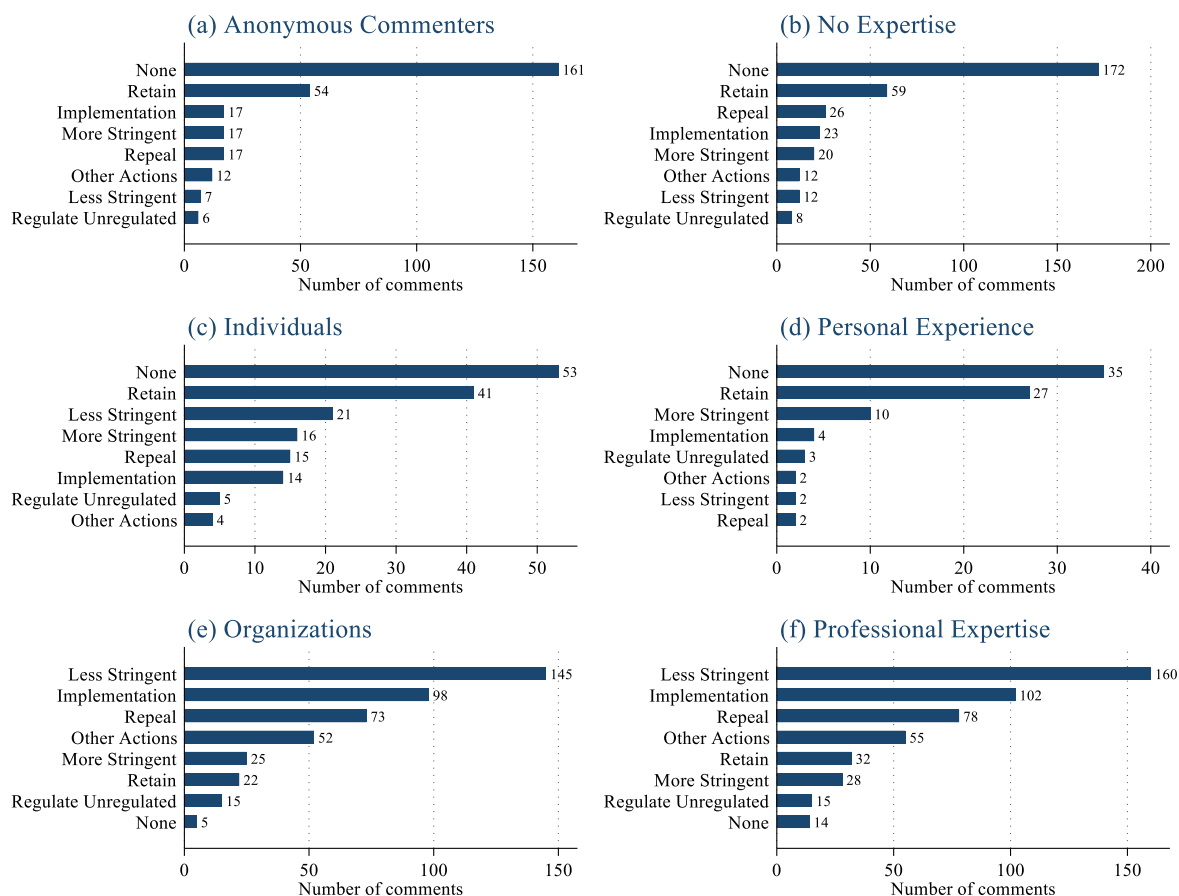 (a) Anonymous Commenters
None 161
Retain 54
Implementation 17
More Stringent 17
Repeal 17
Other Actions 12
Less Stringent 7
Regulate Unregulated 6
0 50 100 150
Number of comments
(b) No Expertise
None 172
Retain 59
Repeal 26
Implementation 23
More Stringent 20
Other Actions 12
Less Stringent 12
Regulate Unregulated 8
0 50 100 150 200
Number of comments
(c) Individuals
None 53
Retain 41
Less Stringent 21
More Stringent 16
Repeal 15
Implementation 14
Regulate Unregulated 5
Other Actions 4
0 10 20 30 40 50
Number of comments
(d) Personal Experience
None 35
Retain 27
More Stringent 10
Implementation 4
Regulate Unregulated 3
Other Actions 2
Less Stringent 2
Repeal 2
0 10 20 30 40
Number of comments
(e) Organizations
Less Stringent 145
Implementation 98
Repeal 73
Other Actions 52
More Stringent 25
Retain 22
Regulate Unregulated 15
None 5
0 50 100 150
Number of comments
(f) Professional Expertise
Less Stringent 160
Implementation 102
Repeal 78
Other Actions 55
Retain 32
More Stringent 28
Regulate Unregulated 15
None 14
0 50 100 150
Number of comments